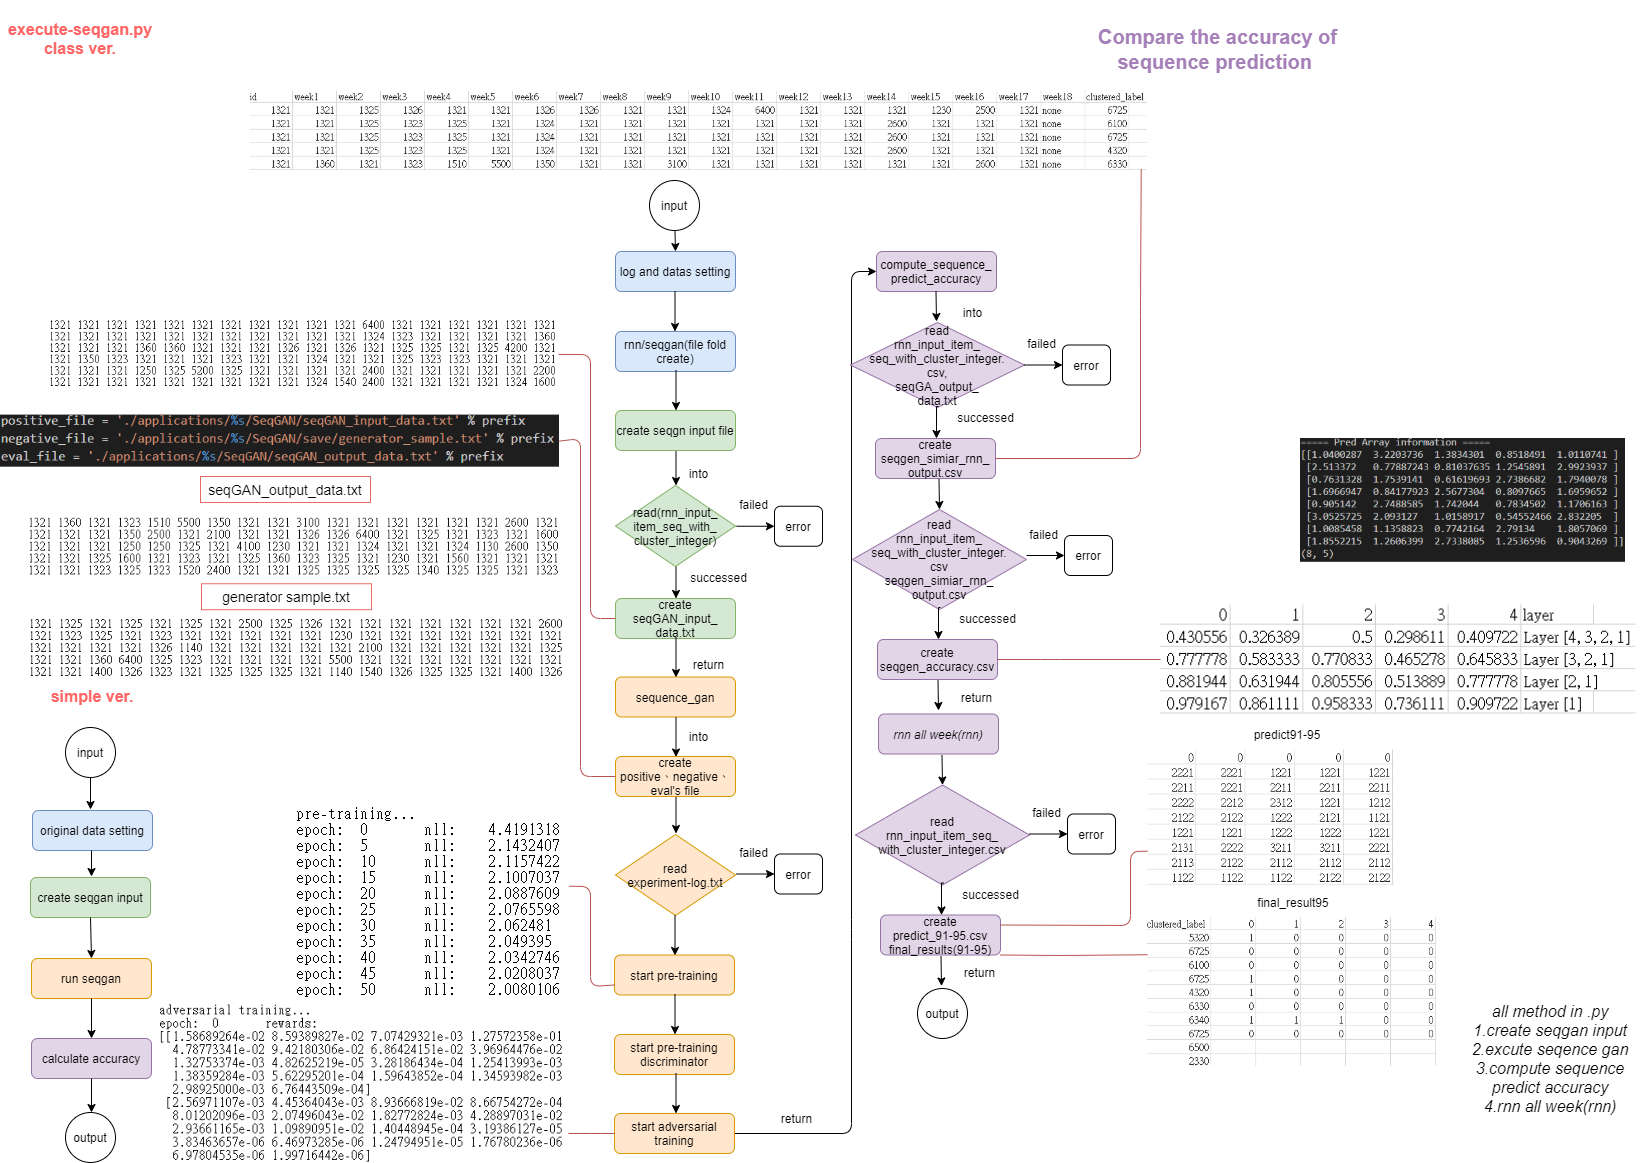 execute-seqgan.py
class ver.
Compare the accuracy of
sequence prediction
id week1 week2 week3 week4 week5 week6 week7 week8 week9 week10 week11 week12 week13 week14 week15 week16 week17 week18 clustered_label
1321 1321 1325 1326 1321 1321 1326 1326 1321 1321 1324 6400 1321 1321 1321 1230 2500 1321 none 6725
1321 1321 1325 1323 1325 1321 1324 1321 1321 1321 1321 1321 1321 1321 2600 1321 1321 1321 none 6100
1321 1321 1325 1323 1325 1321 1324 1321 1321 1321 1321 1321 1321 1321 2600 1321 1321 1321 none 6725
1321 1321 1325 1323 1325 1321 1324 1321 1321 1321 1321 1321 1321 1321 2600 1321 1321 1321 none 4320
1321 1360 1321 1323 1510 5500 1350 1321 1321 3100 1321 1321 1321 1321 1321 1321 2600 1321 none 6330
input
log and datas setting
rnn/seqgan(file fold
create)
create seqgn input file
into
read(rnn_input_
item_seq_with_
cluster_integer)
failed
error
successed
create
seqGAN_input_
data.txt
return
sequence_gan
into
create
positive、negative、
eval's file
read
experiment-log.txt
failed
error
start pre-training
start pre-training
discriminator
start adversarial
training
return
1321 1321 1321 1321 1321 1321 1321 1321 1321 1321 1321 6400 1321 1321 1321 1321 1321 1321
1321 1321 1321 1321 1321 1321 1321 1321 1321 1321 1321 1324 1323 1321 1321 1321 1321 1360
1321 1321 1321 1360 1360 1321 1321 1321 1326 1321 1326 1321 1325 1325 1321 1325 4200 1321
1321 1350 1323 1321 1321 1321 1323 1321 1321 1324 1321 1321 1325 1323 1323 1321 1321 1321
1321 1321 1321 1250 1325 5200 1325 1321 1321 1321 1321 2400 1321 1321 1321 1321 1321 2200
1321 1321 1321 1321 1321 1321 1321 1321 1321 1324 1540 2400 1321 1321 1321 1321 1324 1600
positive_file = './applications/%s/SeqGAN/seqGAN_input_data.txt' % prefix
negative_file = './applications/%s/SeqGAN/save/generator_sample.txt' % prefix
eval_file = './applications/%s/SeqGAN/seqGAN_output_data.txt' % prefix
seqGAN_output_data.txt
1321 1360 1321 1323 1510 5500 1350 1321 1321 3100 1321 1321 1321 1321 1321 1321 2600 1321
1321 1321 1321 1350 2500 1321 2100 1321 1321 1326 1326 6400 1321 1325 1321 1323 1321 1600
1321 1321 1321 1250 1250 1325 1321 4100 1230 1321 1321 1324 1321 1321 1324 1130 2600 1350
1321 1321 1325 1600 1321 1323 1321 1325 1360 1323 1325 1321 1230 1321 1560 1321 1321 1321
1321 1321 1323 1325 1323 1520 2400 1321 1321 1325 1325 1325 1325 1340 1325 1325 1321 1323
generator sample.txt
1321 1325 1321 1325 1321 1325 1321 2500 1325 1326 1321 1321 1321 1321 1321 1321 1321 2600
1321 1323 1325 1321 1323 1321 1321 1321 1321 1321 1230 1321 1321 1321 1321 1321 1321 1321
1321 1321 1321 1321 1326 1140 1321 1321 1321 1321 1321 2100 1321 1321 1321 1321 1321 1325
1321 1321 1360 6400 1325 1323 1321 1321 1321 1321 5500 1321 1321 1321 1321 1321 1321 1321
1321 1321 1400 1326 1323 1325 1321 1325 1325 1321 1140 1540 1326 1325 1325 1321 1400 1326
simple ver.
input
original data setting
create seqgan input
run seqgan
calculate accuracy
output
pre-training...
epoch: 0 nll: 4.4191318
epoch: 5 nll: 2.1432407
epoch: 10 nll: 2.1157422
epoch: 15 nll: 2.1007037
epoch: 20 nll: 2.0887609
epoch: 25 nll: 2.0765598
epoch: 30 nll: 2.062481
epoch: 35 nll: 2.049395
epoch: 40 nll: 2.0342746
epoch: 45 nll: 2.0208037
epoch: 50 nll: 2.0080106
adversarial training...
epoch: 0 rewards:
[[1.58689264e-02 8.59389827e-02 7.07429321e-03 1.27572358e-01
4.78773341e-02 9.42180306e-02 6.86424151e-02 3.96964476e-02
1.32753374e-03 4.82625219e-05 3.28186434e-04 1.25413993e-03
1.38359284e-03 5.62295201e-04 1.59643852e-04 1.34593982e-03
2.98925000e-03 6.76443509e-04]
[2.56971107e-03 4.45364043e-03 8.93666819e-02 8.66754272e-04
8.01202096e-03 2.07496043e-02 1.82772824e-03 4.28897031e-02
2.93661165e-03 1.09890951e-02 1.40448945e-04 3.19386127e-05
3.83463657e-06 6.46973285e-06 1.24794951e-05 1.76780236e-06
6.97804535e-06 1.99716442e-06]
compute_sequence_
predict_accuracy
into
read
rnn_input_item_
seq_with_cluster_integer.
csv,
seqGA_output_
data.txt
failed
error
successed
create
seqgen_simiar_rnn_
output.csv
read
rnn_input_item_
seq_with_cluster_integer.
csv
seqgen_simiar_rnn_
output.csv
failed
error
successed
create
seqgen_accuracy.csv
return
rnn all week(rnn)
read
rnn_input_item_seq_
with_cluster_integer.csv
failed
error
successed
create
predict_91-95.csv
final_results(91-95)
return
output
===== Pred Array information =====
[[1.0400287 3.2203736 1.3834301 0.8518491 1.0110741 ]
[2.513372 0.77887243 0.81037635 1.2545891 2.9923937 ]
[0.7631328 1.7539141 0.61619693 2.7386682 1.7940078 ]
[1.6966947 0.84177923 2.5677304 0.8097665 1.6959652 ]
[0.905142 2.7488585 1.742044 0.7834502 1.1706163 ]
[3.0525725 2.093127 1.0158917 0.54552466 2.832205 ]
[1.0085458 1.1358823 0.7742164 2.79134 1.8057069 ]
[1.8552215 1.2606399 2.7338085 1.2536596 0.9043269 ]]
(8, 5)
0 1 2 3 4 layer
0.430556 0.326389 0.5 0.298611 0.409722 Layer [4, 3, 2, 1]
0.777778 0.583333 0.770833 0.465278 0.645833 Layer [3, 2, 1]
0.881944 0.631944 0.805556 0.513889 0.777778 Layer [2, 1]
0.979167 0.861111 0.958333 0.736111 0.909722 Layer [1]
predict91-95
0 0 0 0 0
2221 2221 1221 1221 1221
2211 2221 2211 2211 2211
2222 2212 2312 1221 1212
2122 1222 1222 2121 1121
1221 1221 1222 1222 1221
2131 2222 3211 3211 2221
2113 2122 2112 2112 2112
1122 1122 1122 2122 2122
final_result95
clustered_label 0 1 2 3 4
5320 1 0 0 0 0
6725 0 0 0 0 0
6100 0 0 0 0 0
6725 1 0 0 0 0
4320 1 0 0 0 0
6330 0 0 0 0 0
6340 1 1 1 0 0
6725 0 0 0 0 0
6500
2330
all method in .py
1.create seqgan input
2.excute seqence gan
3.compute sequence
predict accuracy
4.rnn all week(rnn)